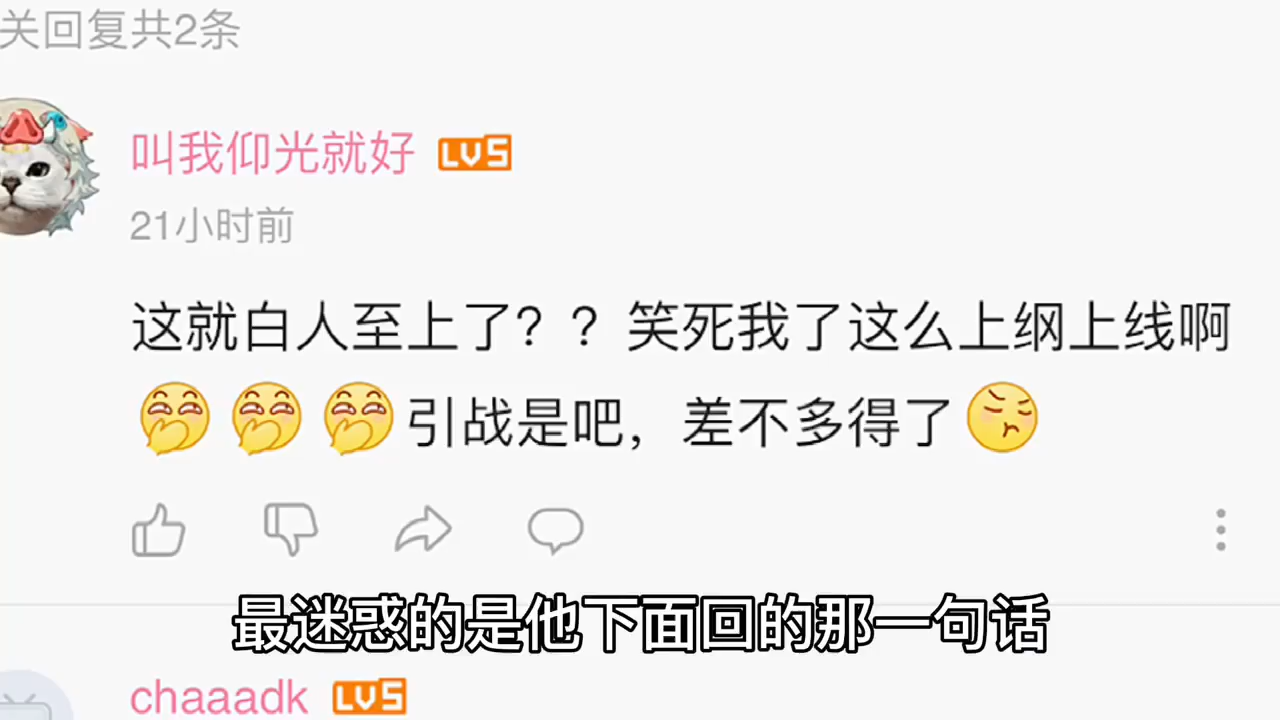 关回复共2条
叫我仰光就好 LV5
21小时前
这就白人至上了？？笑死我了这么上纲上线啊
引战是吧，差不多得了
最迷惑的是他下面回的那一句话
chaaadk LV5